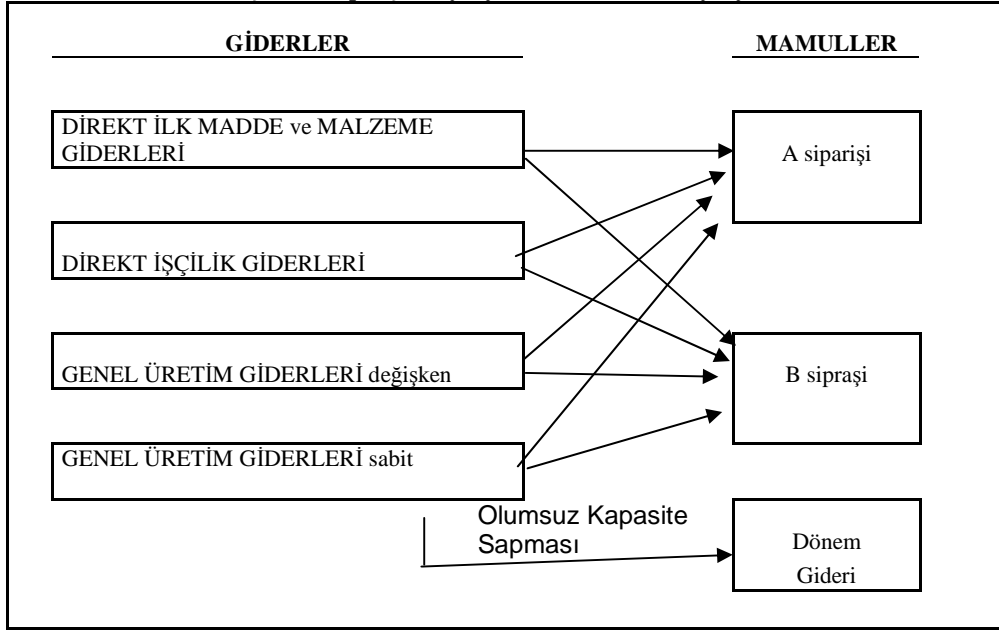 GİDERLER
MAMULLER
DİREKT İLK MADDE ve MALZEME
GİDERLERİ
A siparişi
DİREKT İŞÇİLİK GİDERLERİ
GENEL ÜRETİM GİDERLERİ değişken
B sipraşi
GENEL ÜRETİM GİDERLERİ sabit
Olumsuz Kapasite
Sapması
Dönem
Gideri